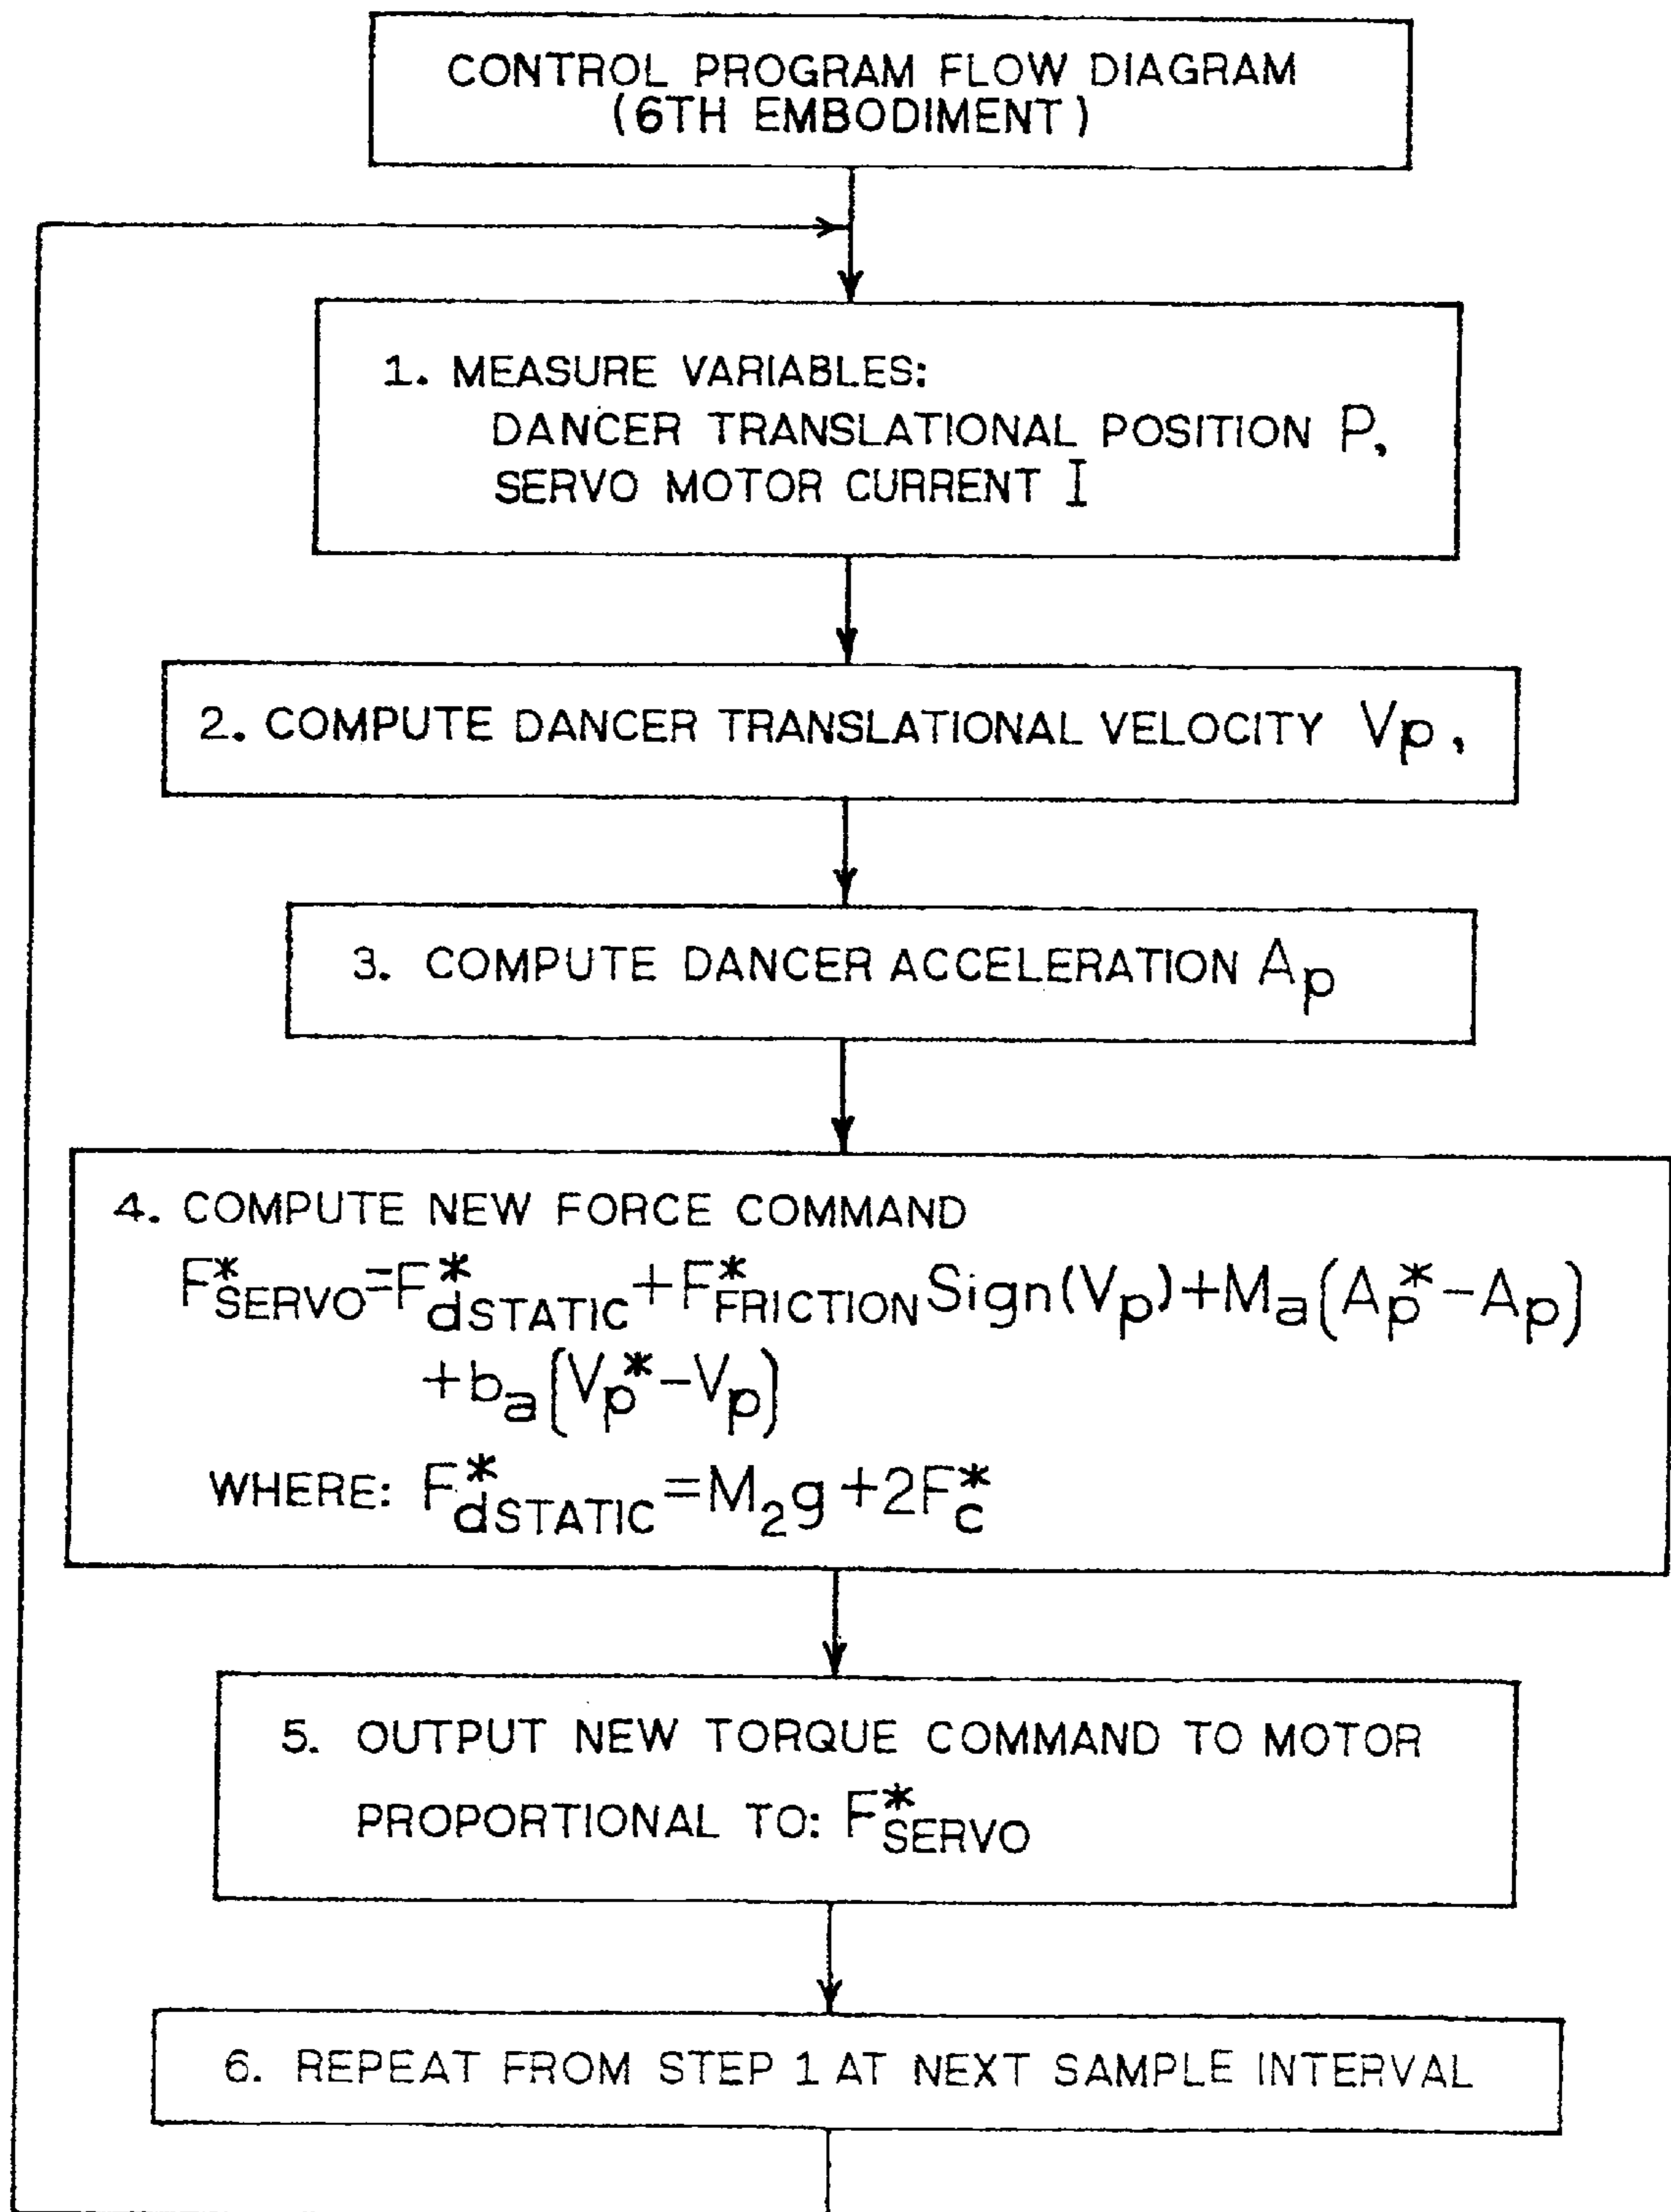 CONTROL PROGRAM FLOW DIAGRAM
(6TH EMBODIMENT)
1. MEASURE VARIABLES:
DANCER TRANSLATIONAL POSITION P,
SERVO MOTOR CURRENT I
2. COMPUTE DANCER TRANSLATIONAL VELOCITY Vp,
3. COMPUTE DANCER ACCELERATION Ap
4. COMPUTE NEW FORCE COMMAND
F*SERVO=F*dSTATIC+F*FRICTIONSign(Vp)+Ma(Ap*-Ap)
+ba(Vp*-Vp)
WHERE: F*dSTATIC=M2g+2F*c
5. OUTPUT NEW TORQUE COMMAND TO MOTOR
PROPORTIONAL TO: F*SERVO
6. REPEAT FROM STEP 1 AT NEXT SAMPLE INTERVAL